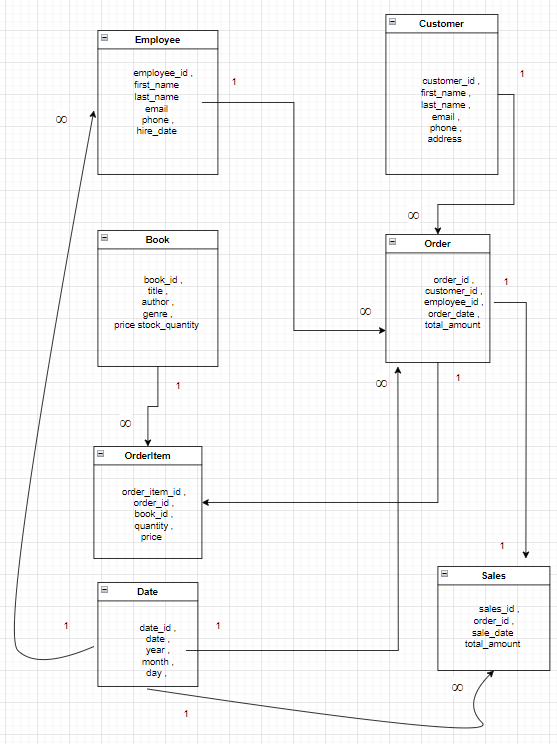 Employee
employee_id ,
first_name
last_name
email
phone ,
hire_date
1
∞
Customer
customer_id ,
first_name ,
last_name ,
email ,
phone ,
address
1
∞
Book
book_id ,
title ,
author ,
genre ,
price stock_quantity
1
∞
Order
order_id ,
customer_id ,
employee_id ,
order_date ,
total_amount
1
∞
∞
1
OrderItem
order_item_id ,
order_id ,
book_id ,
quantity ,
price
1
Sales
sales_id ,
order_id ,
sale_date
total_amount
∞
Date
date_id ,
date ,
year ,
month ,
day ,
1
1
1